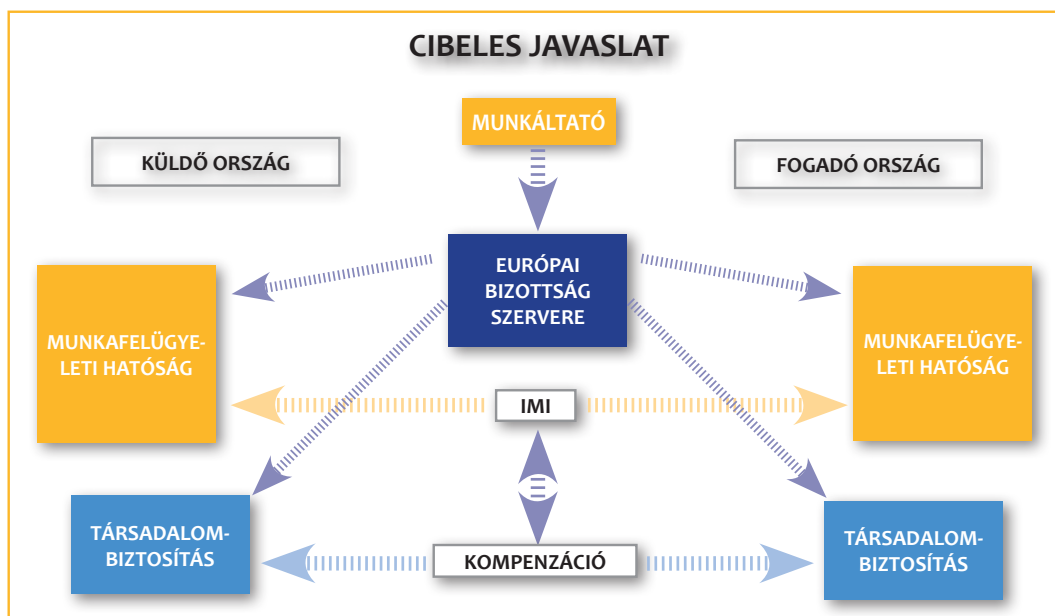 CIBELES JAVASLAT
MUNKÁLTATÓ
KÜLDŐ ORSZÁG
FOGADÓ ORSZÁG
EURÓPAI
BIZOTTSÁG
SZERVERE
MUNKAFELÜGYE-
LETI HATÓSÁG
MUNKAFELÜGYE-
LETI HATÓSÁG
IMI
TÁRSADALOM-
BIZTOSÍTÁS
KOMPENZÁCIÓ
TÁRSADALOM-
BIZTOSÍTÁS